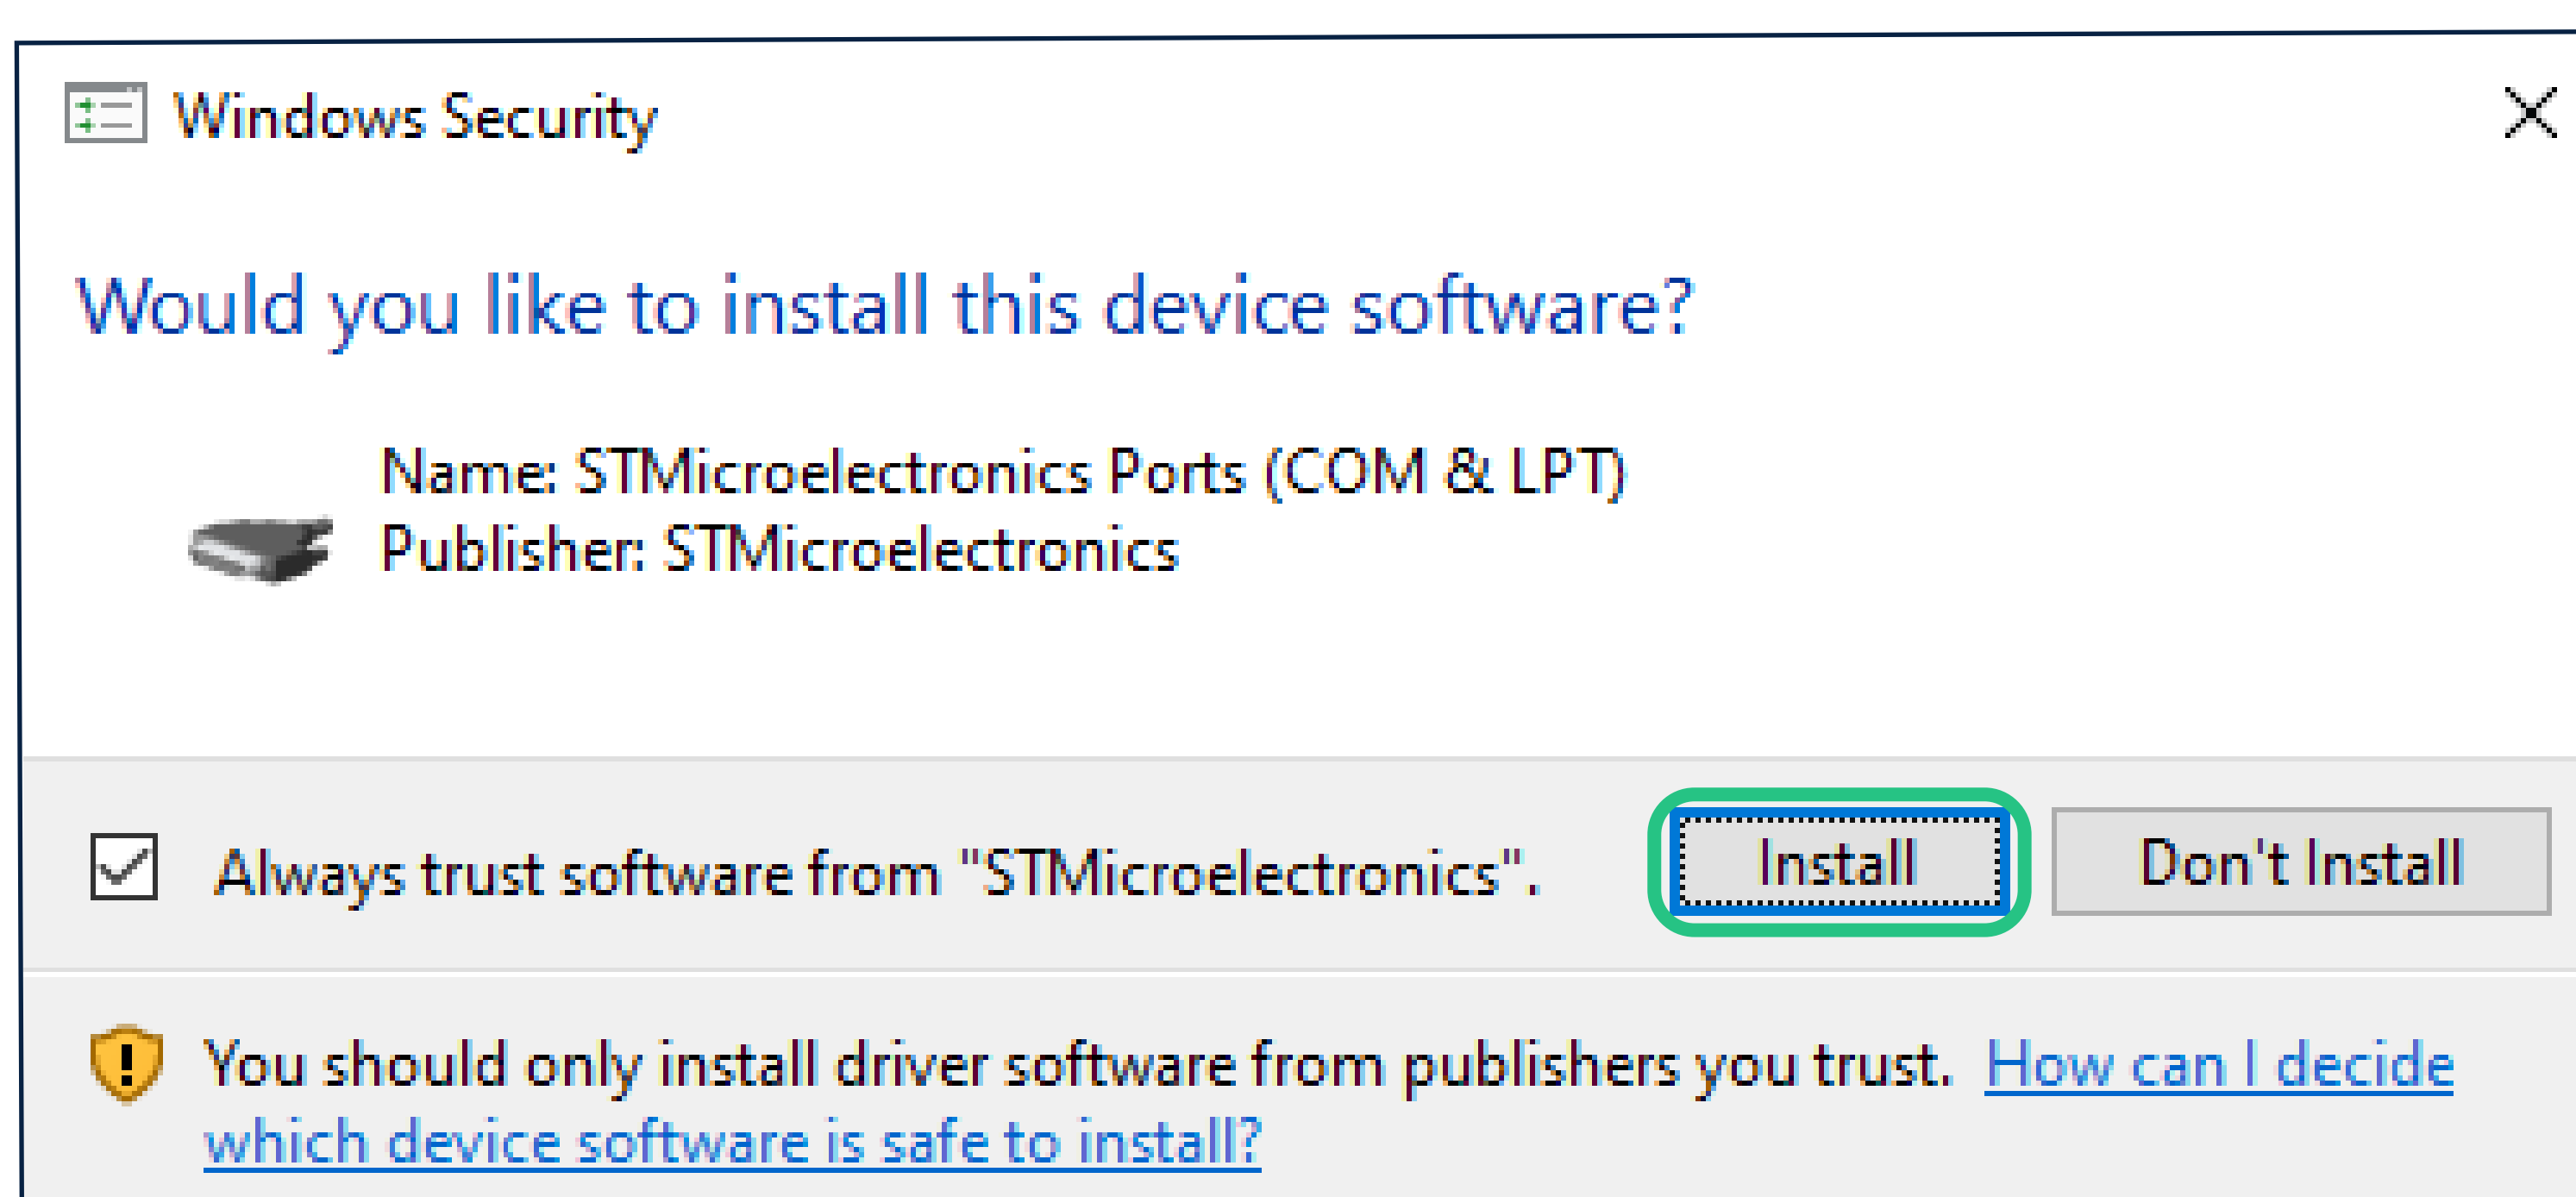 Windows Security
Would you like to install this device software?
Name: STMicroelectronics Ports (COM & LPT)
Publisher: STMicroelectronics
Always trust software from "STMicroelectronics".
Install
Don't Install
You should only install driver software from publishers you trust. How can I decide
which device software is safe to install?